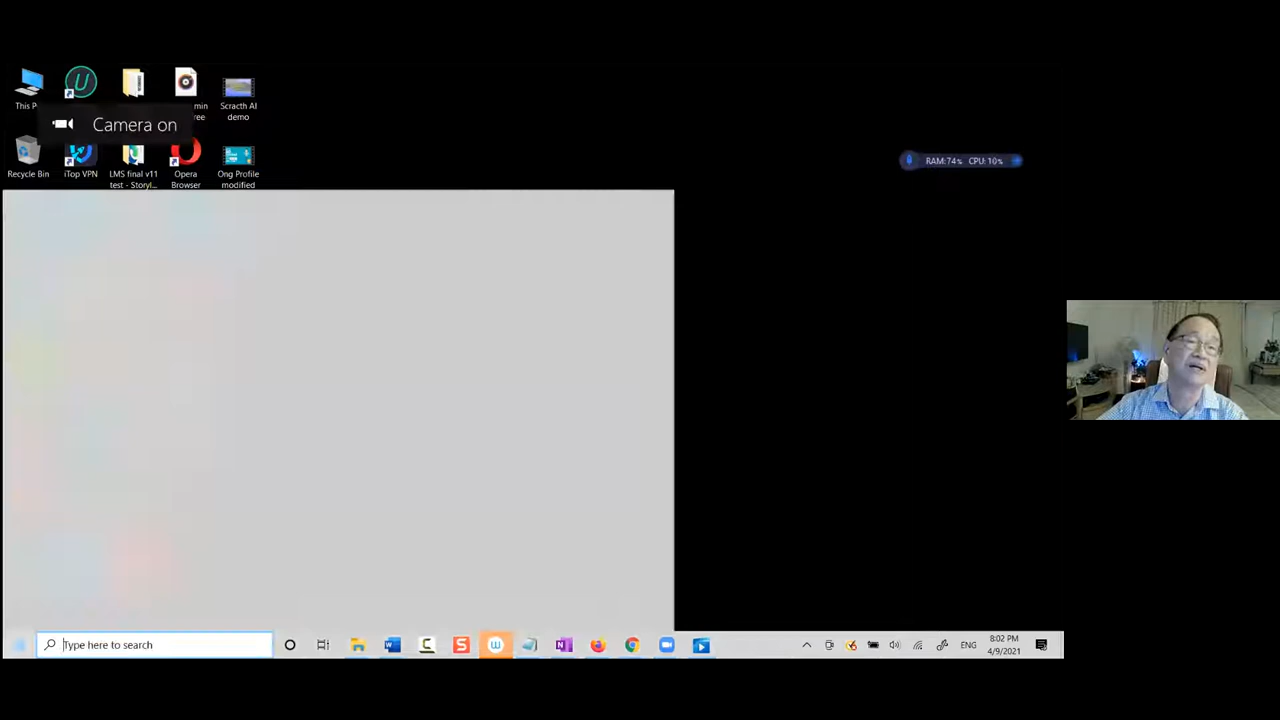 This P
min
ree
Scracth AI
demo
Camera on
Recycle Bin
iTop VPN
LMS final v11
test - Storyl...
Opera
Browser
Ong Profile
modified
RAM:74% CPU:10%
Type here to search
ENG
8:02 PM
4/9/2021